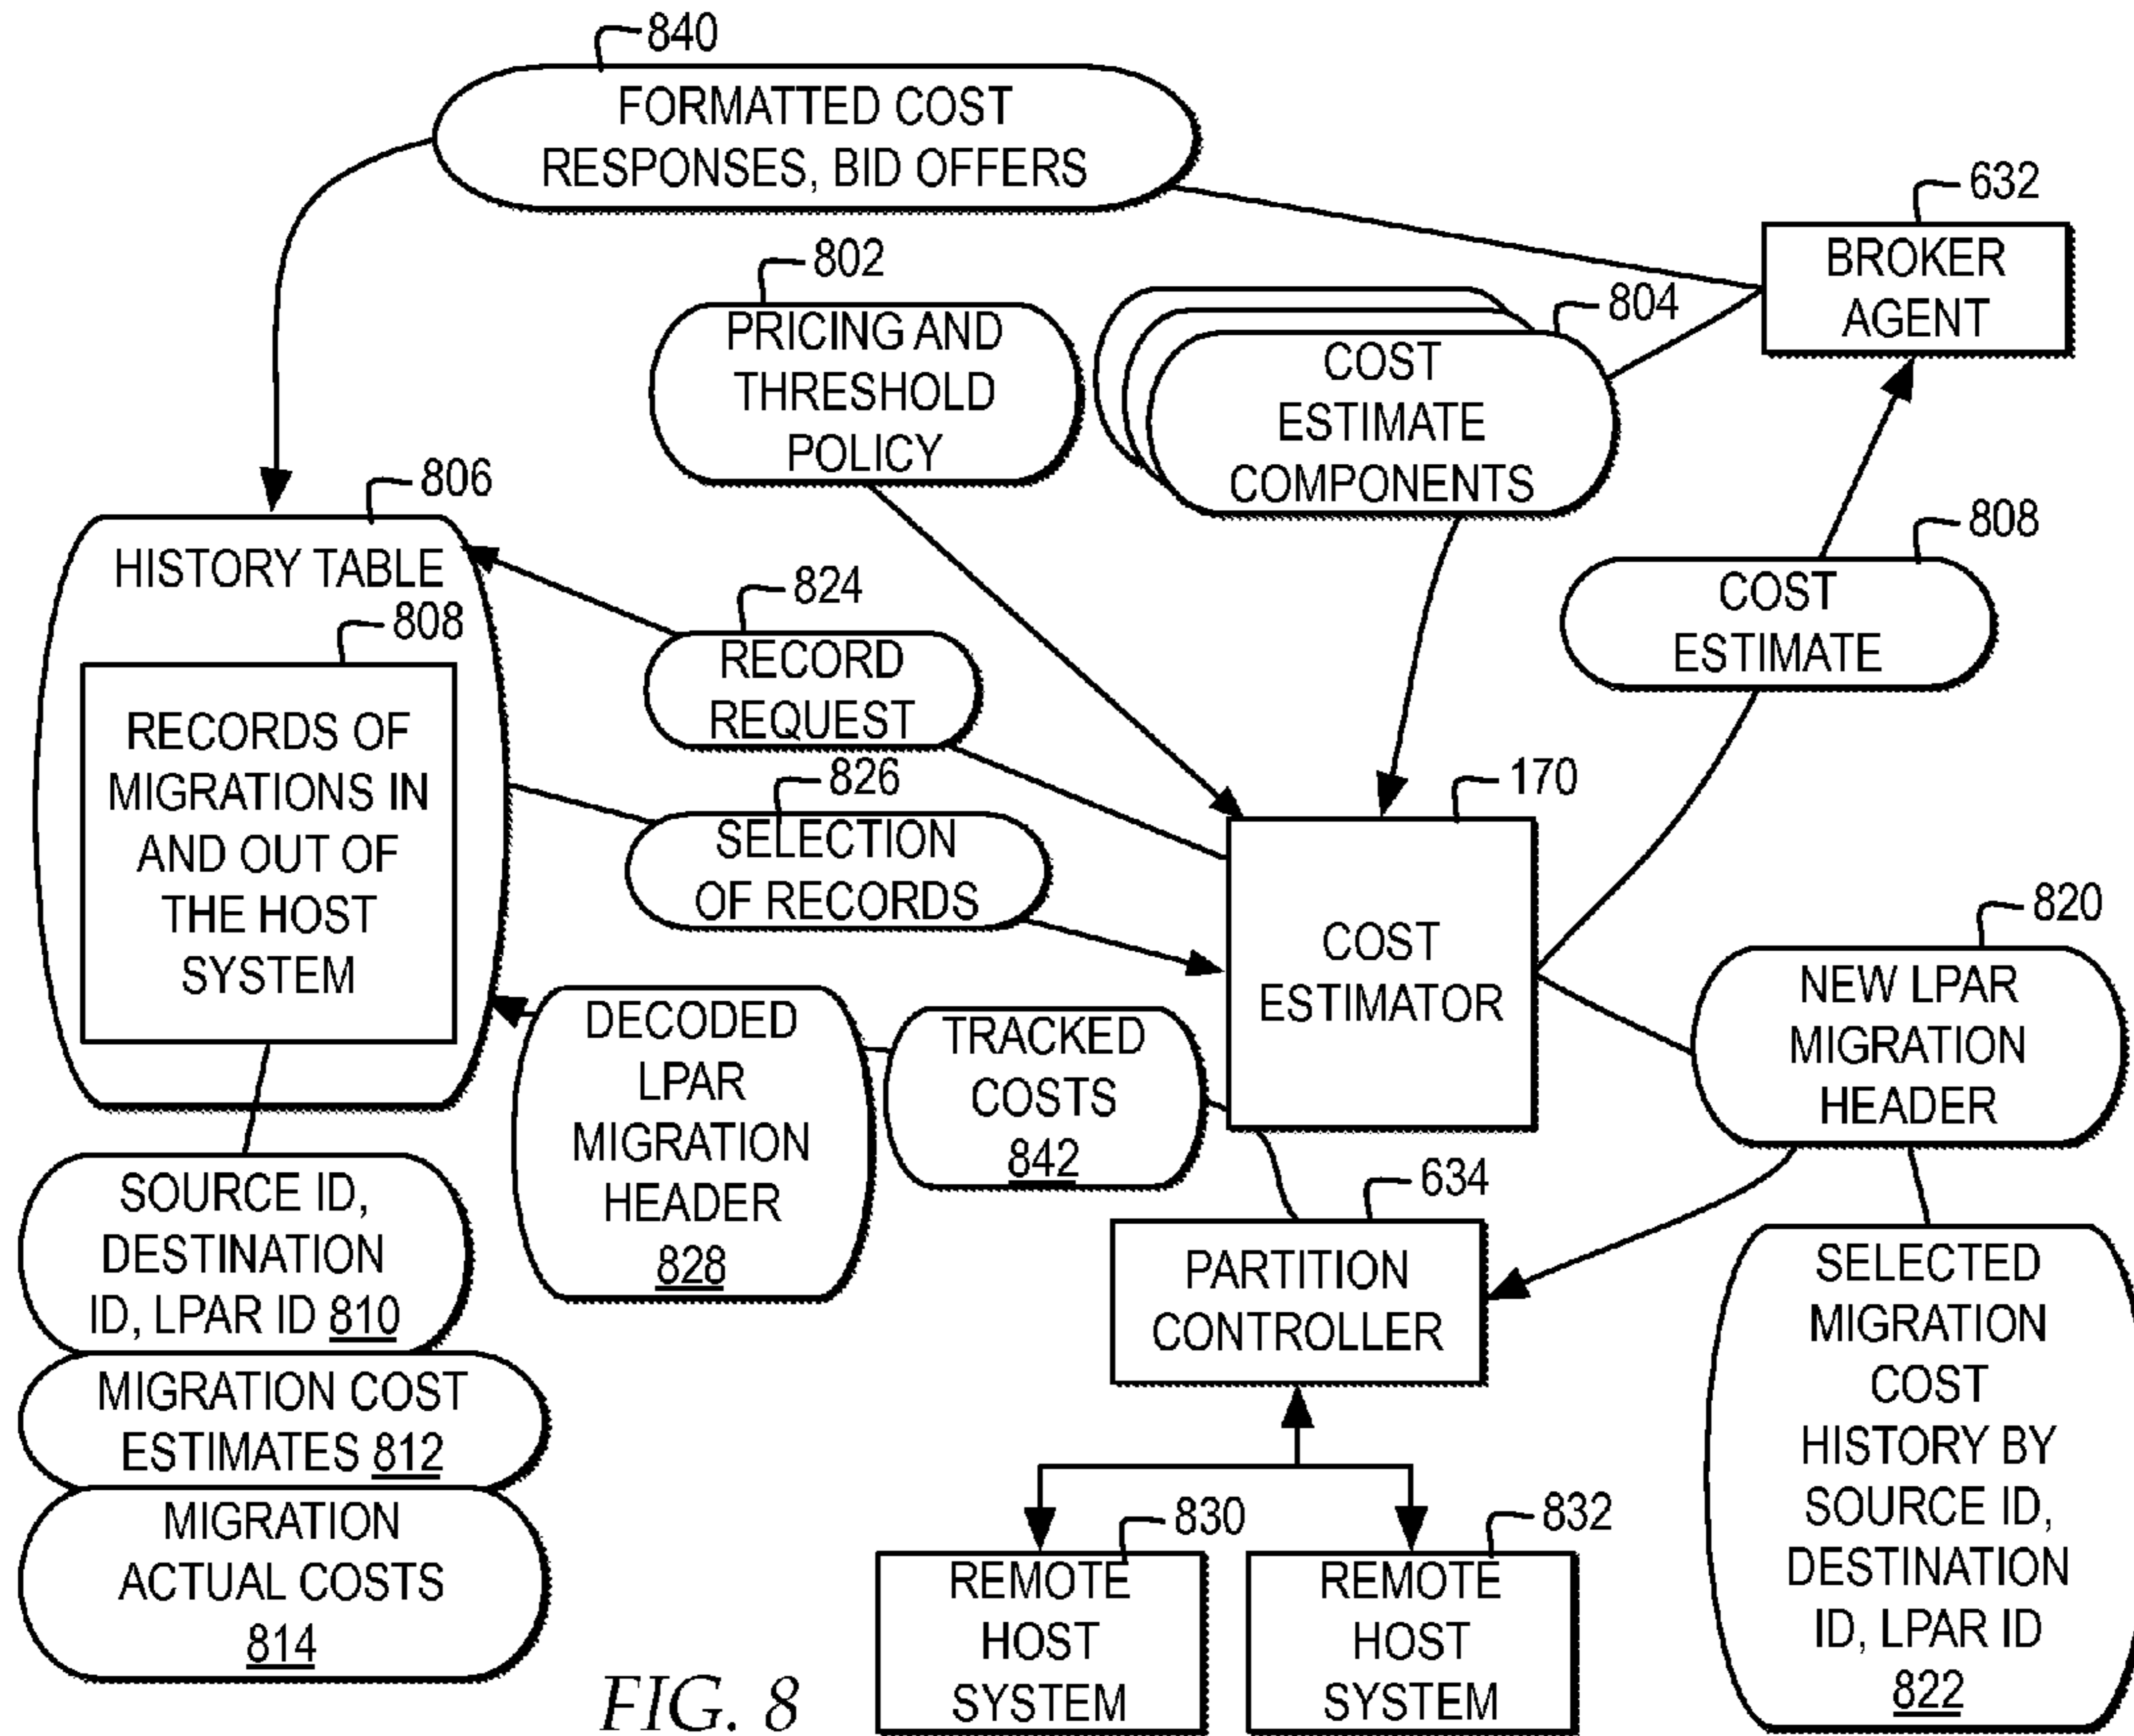 840
FORMATTED COST
RESPONSES, BID OFFERS
632
BROKER
AGENT
802
PRICING AND
THRESHOLD
POLICY
804
COST
ESTIMATE
COMPONENTS
806
HISTORY TABLE
808
RECORDS OF
MIGRATIONS IN
AND OUT OF
THE HOST
SYSTEM
824
RECORD
REQUEST
826
SELECTION
OF RECORDS
808
COST
ESTIMATE
170
COST
ESTIMATOR
820
NEW LPAR
MIGRATION
HEADER
DECODED
LPAR
MIGRATION
HEADER
828
TRACKED
COSTS
842
634
PARTITION
CONTROLLER
SOURCE ID,
DESTINATION
ID, LPAR ID 810
MIGRATION COST
ESTIMATES 812
MIGRATION
ACTUAL COSTS
814
830
REMOTE
HOST
SYSTEM
832
REMOTE
HOST
SYSTEM
SELECTED
MIGRATION
COST
HISTORY BY
SOURCE ID,
DESTINATION
ID, LPAR ID
822
FIG. 8